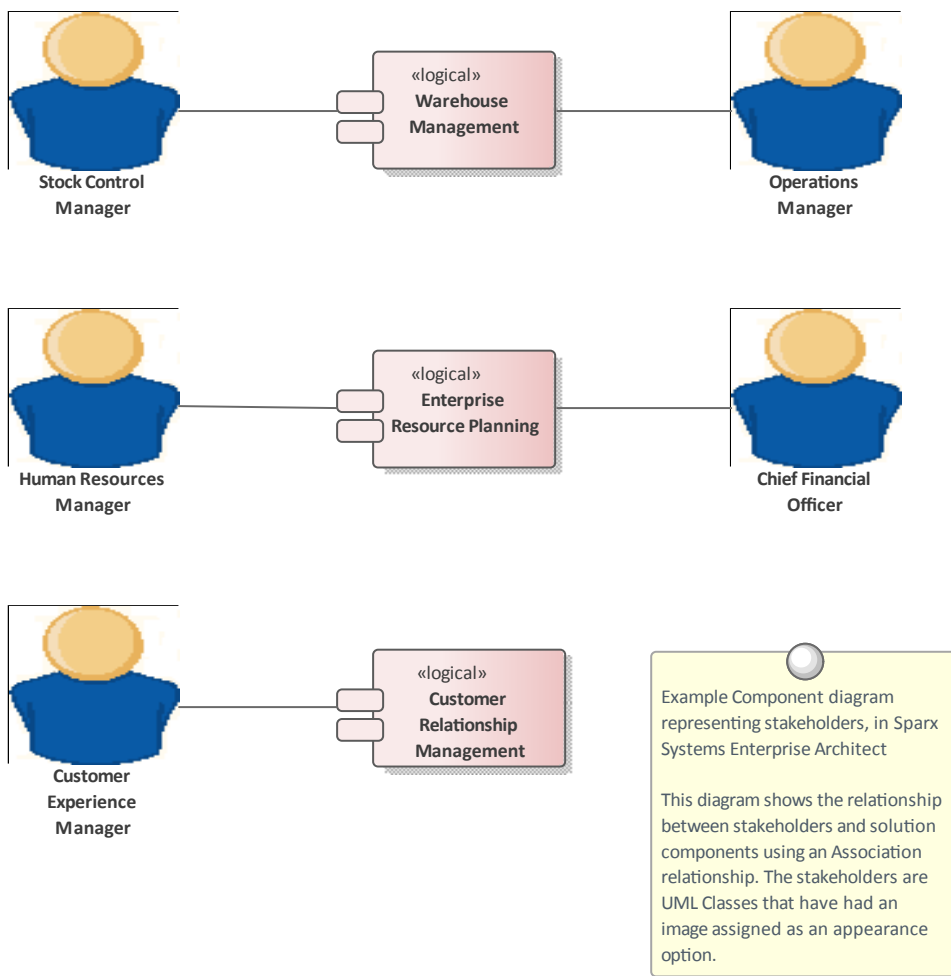 «logical»
Warehouse
Management
Stock Control
Manager
Operations
Manager
«logical»
Enterprise
Resource Planning
Human Resources
Manager
Chief Financial
Officer
«logical»
Customer
Relationship
Management
Customer
Experience
Manager
Example Component diagram
representing stakeholders, in Sparx
Systems Enterprise Architect
This diagram shows the relationship
between stakeholders and solution
components using an Association
relationship. The stakeholders are
UML Classes that have had an
image assigned as an appearance
option.